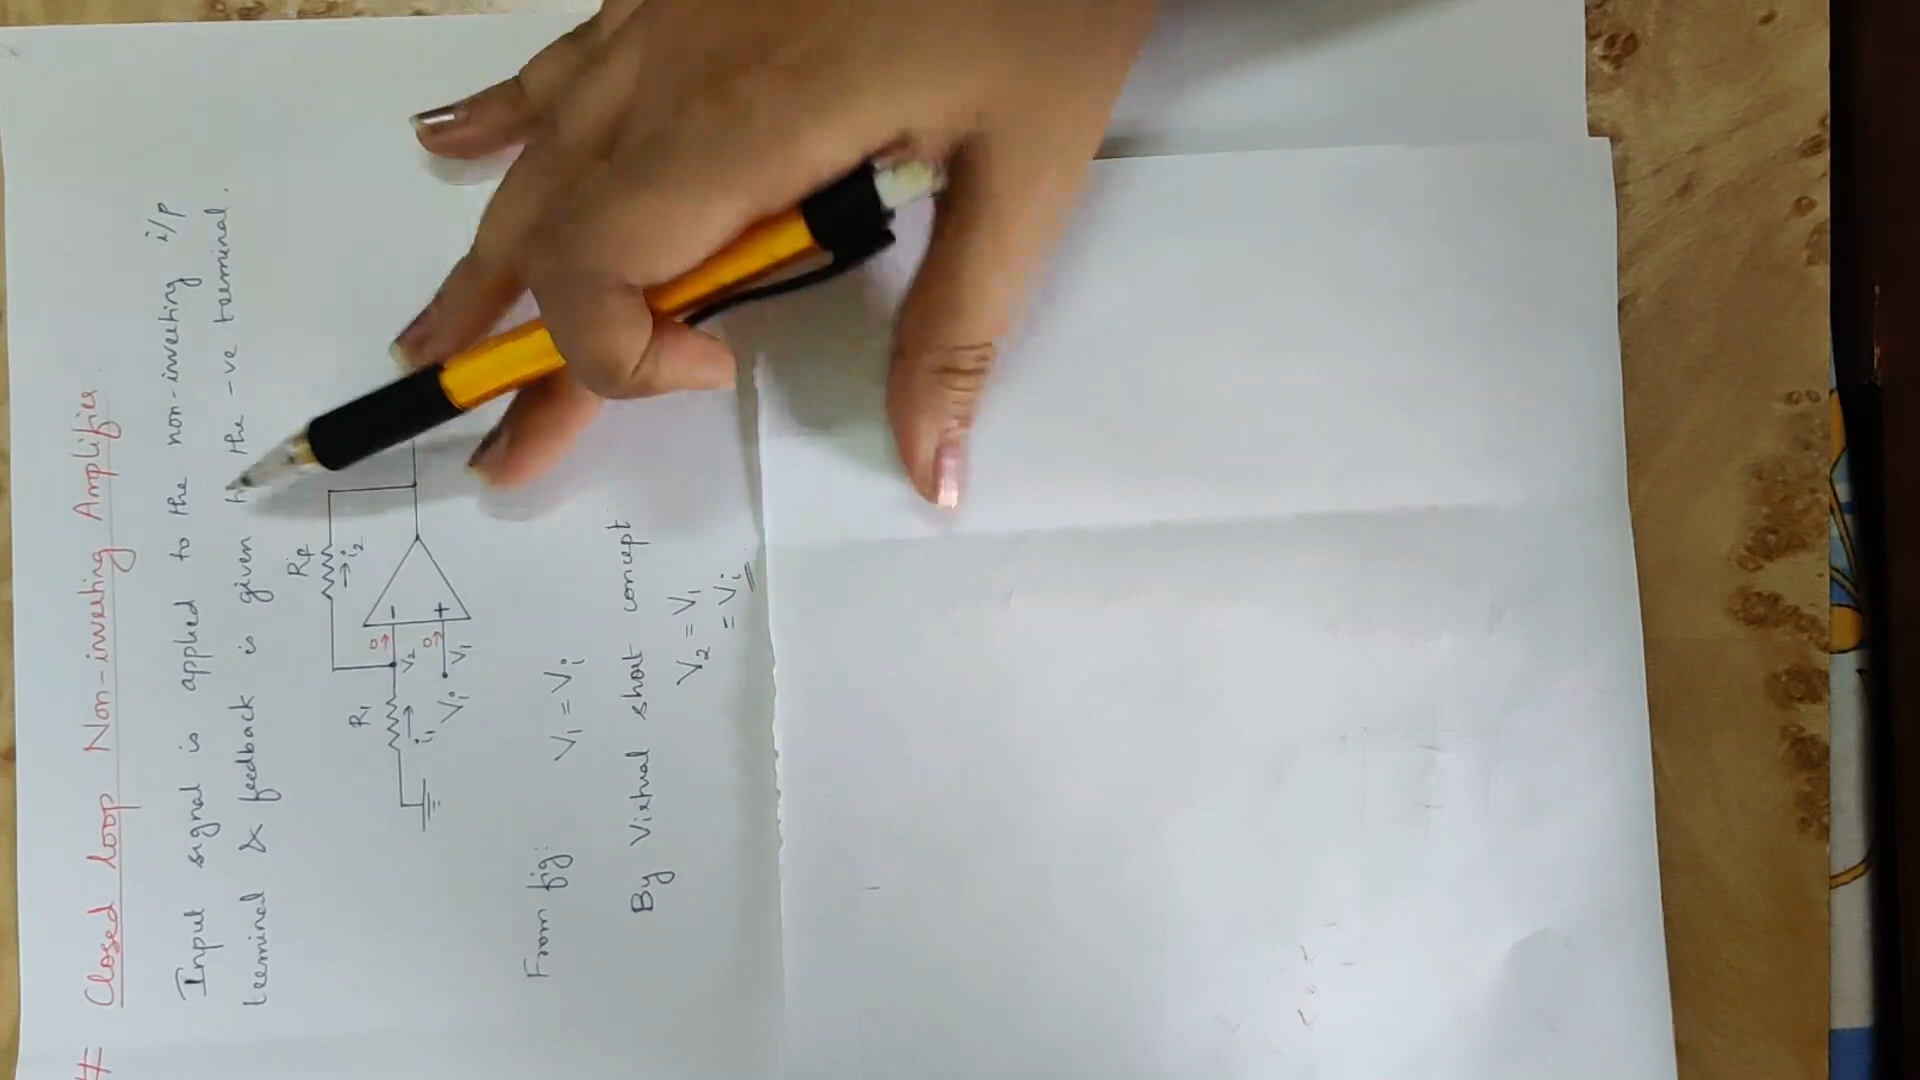 # Closed Loop Non-inverting Amplifier
Input signal is applied to the non-inverting i/p
terminal & feedback is given the -ve terminal.
Rf
i2
R1
i1
V2
0
-
0
+
Vi
V1
From fig: V1 = Vi
By Virtual short concept
V2 = V1
= Vi